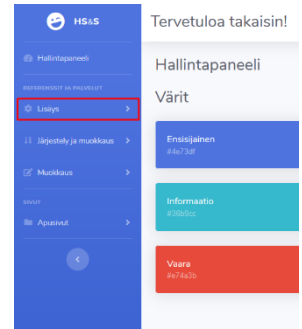 HS&S
Hallintapaneeli
REFERENSSIT JA PALVELUT
Lisäys
Järjestely ja muokkaus
Muokkaus
SIVUT
Apusivut
Tervetuloa takaisin!
Hallintapaneeli
Värit
Ensisijainen
#4e73df
Informaatio
#36b9cc
Vaara
#e74a3b